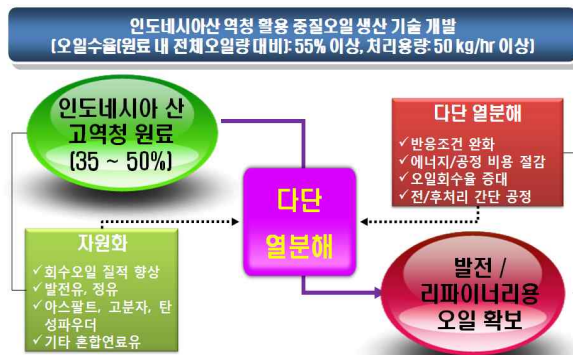 인도네시아산 역청 활용 중질오일 생산 기술 개발
(오일수율(원료 내 전체오일량 대비): 55% 이상, 처리용량: 50 kg/hr 이상)
인도네시아 산
고역청 원료
(35 ~ 50%)
다단 열분해
✓반응조건 완화
✓에너지/공정 비용 절감
✓오일회수율 증대
✓전/후처리 간단 공정
다단
열분해
자원화
✓회수오일 질적 향상
✓발전유, 정유
✓아스팔트, 고분자, 탄
성파우더
✓기타 혼합연료유
발전 /
리파이너리용
오일 확보